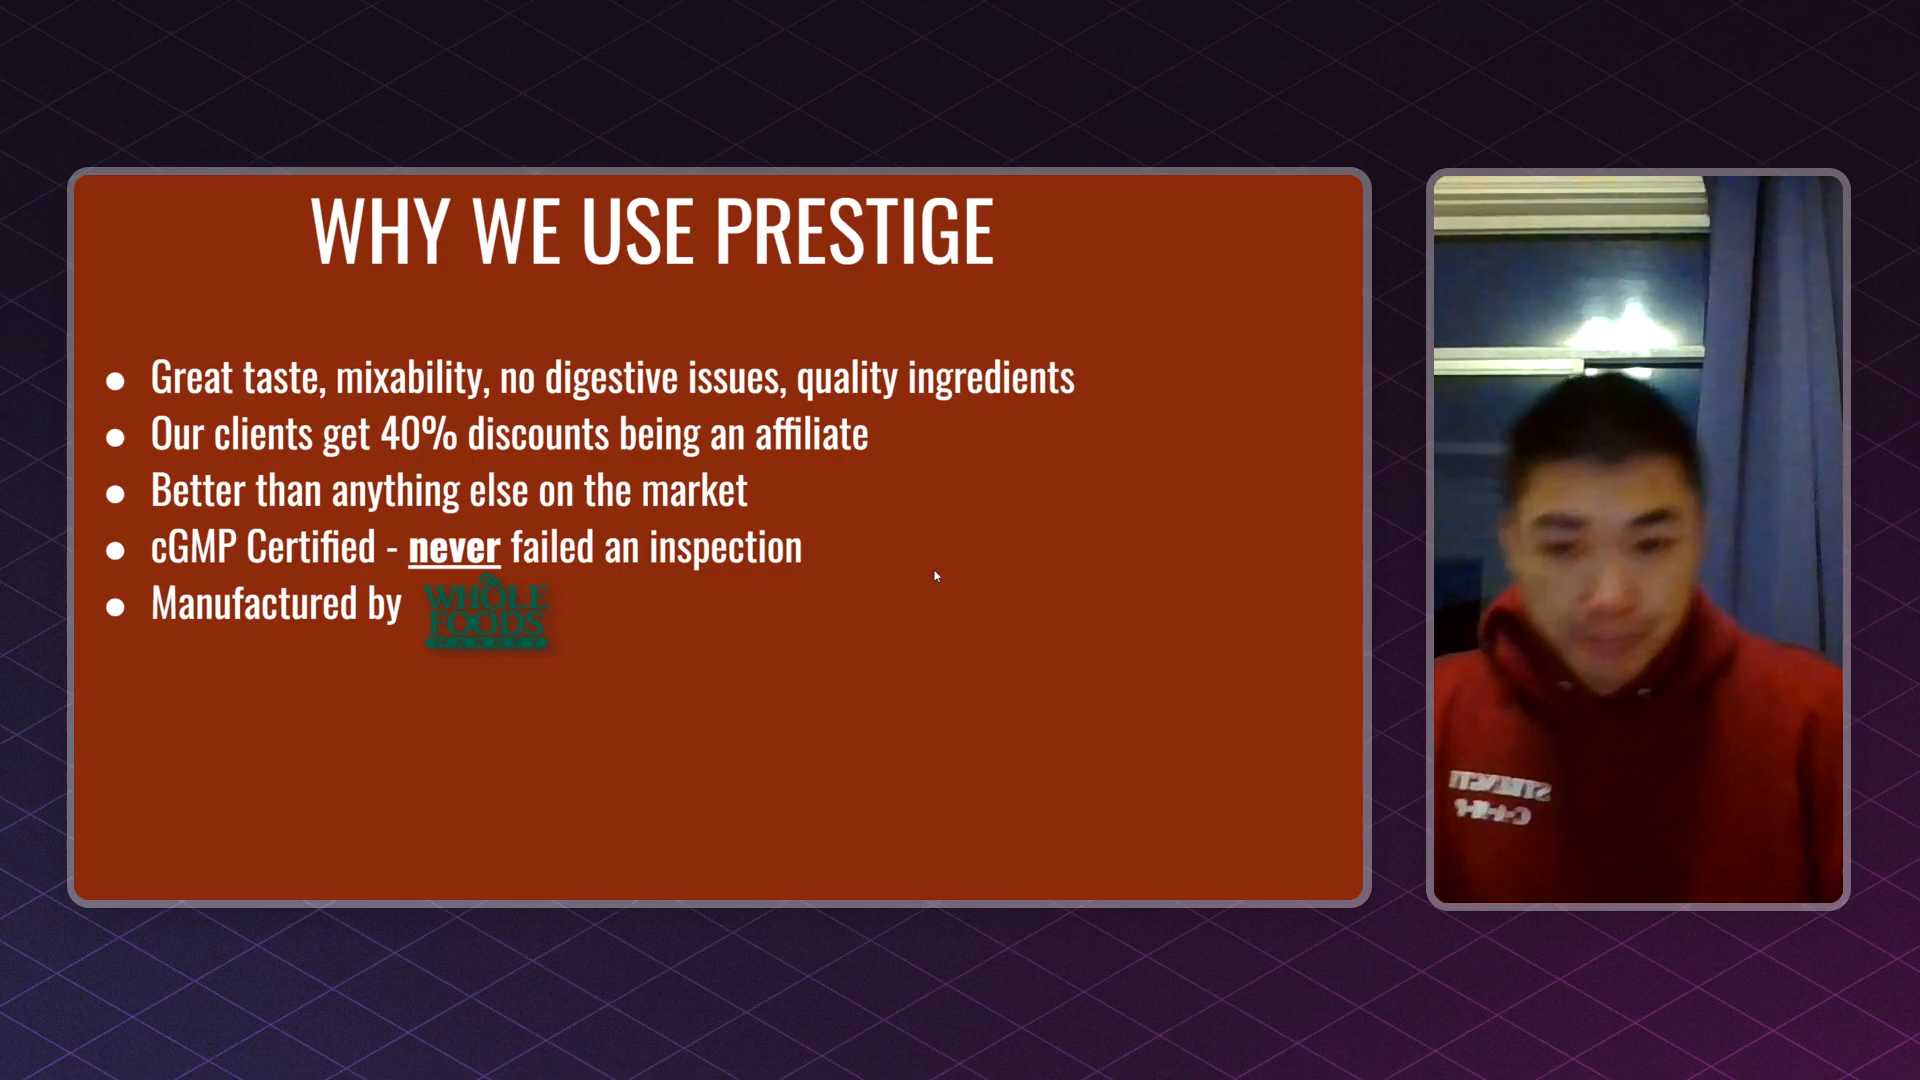 WHY WE USE PRESTIGE
● Great taste, mixability, no digestive issues, quality ingredients
● Our clients get 40% discounts being an affiliate
● Better than anything else on the market
● cGMP Certified - never failed an inspection
● Manufactured by
WHOLE
FOODS
MARKET